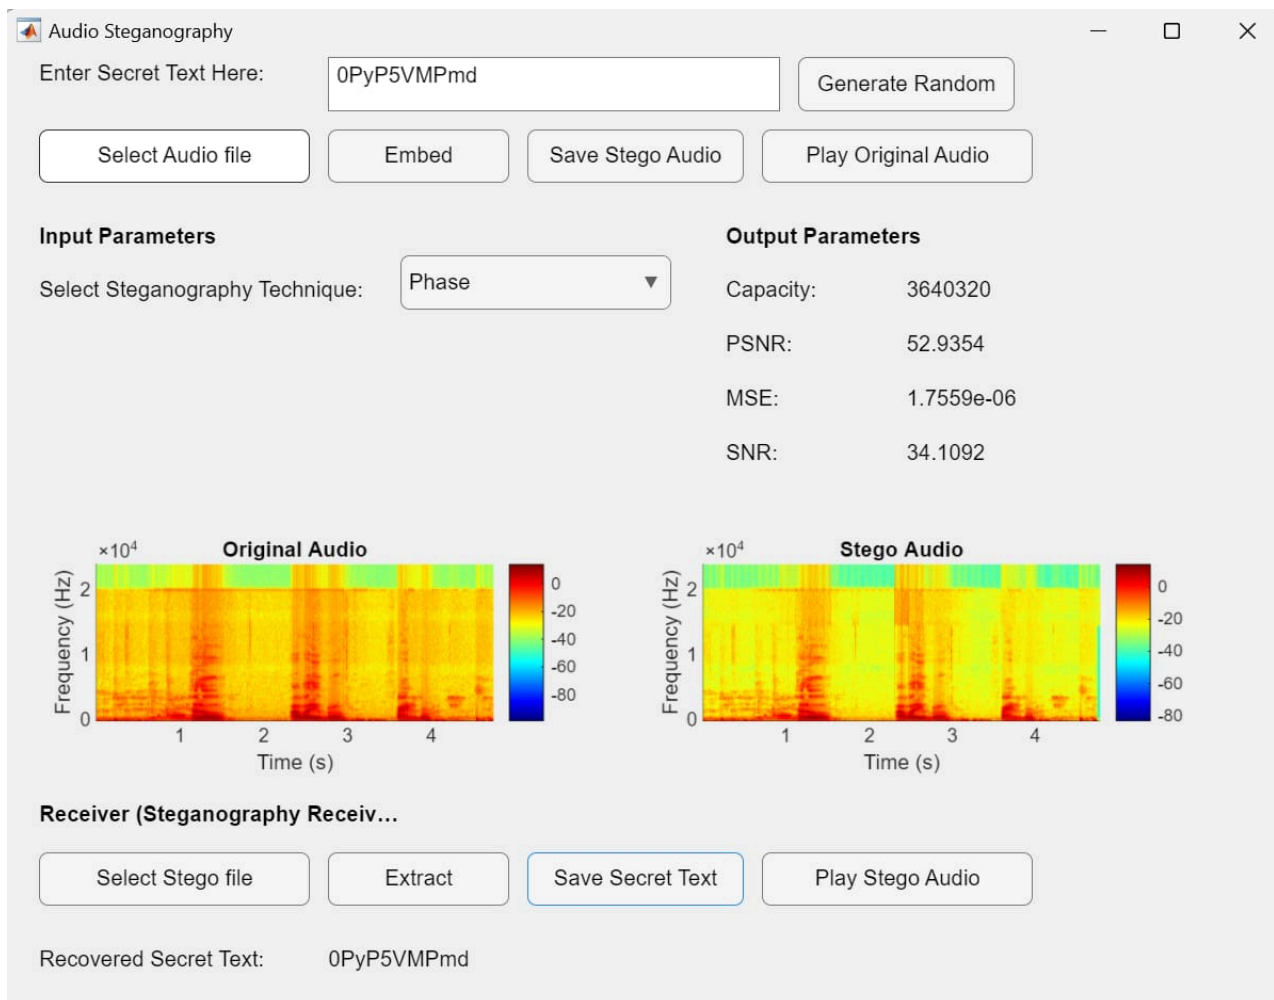 Audio Steganography
Enter Secret Text Here: 0PyP5VMPmd Generate Random
Select Audio file Embed Save Stego Audio Play Original Audio
Input Parameters Output Parameters
Select Steganography Technique: Phase Capacity: 3640320
PSNR: 52.9354
MSE: 1.7559e-06
SNR: 34.1092
×10⁴ Original Audio ×10⁴ Stego Audio
Frequency (Hz) 2 1 0 0 -20 -40 -60 -80 Frequency (Hz) 2 1 0 0 -20 -40 -60 -80
1 2 3 4 1 2 3 4
Time (s) Time (s)
Receiver (Steganography Receiv...
Select Stego file Extract Save Secret Text Play Stego Audio
Recovered Secret Text: 0PyP5VMPmd